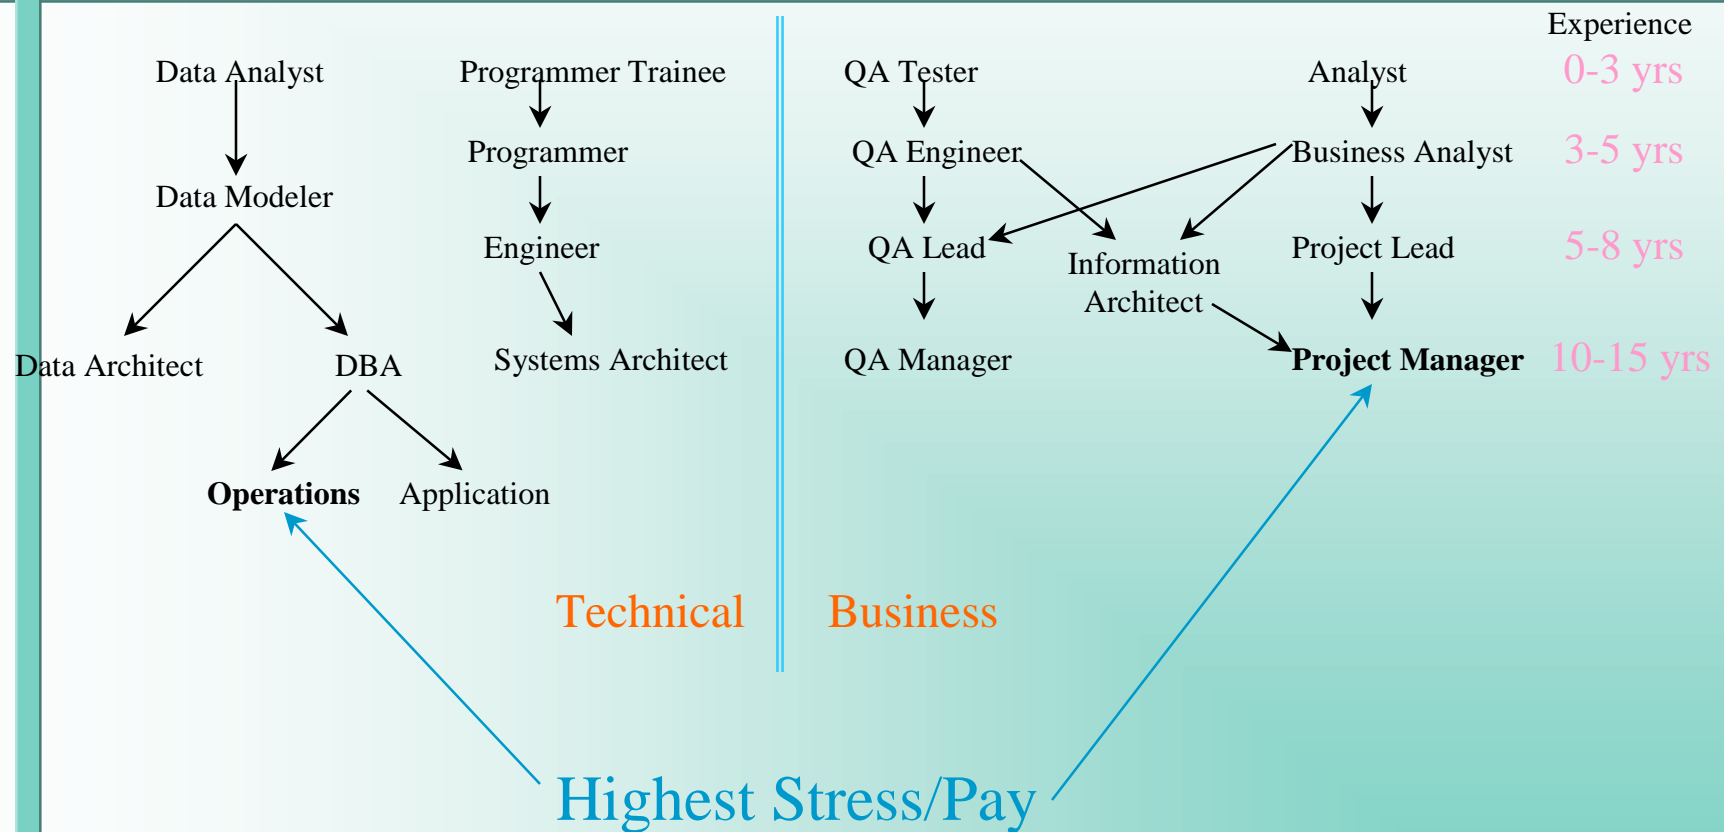 Experience
Data Analyst Programmer Trainee QA Tester Analyst 0-3 yrs
Programmer QA Engineer Business Analyst 3-5 yrs
Data Modeler
Engineer QA Lead Project Lead 5-8 yrs
Information
Architect
Data Architect DBA Systems Architect QA Manager Project Manager 10-15 yrs
Operations Application
Technical Business
Highest Stress/Pay